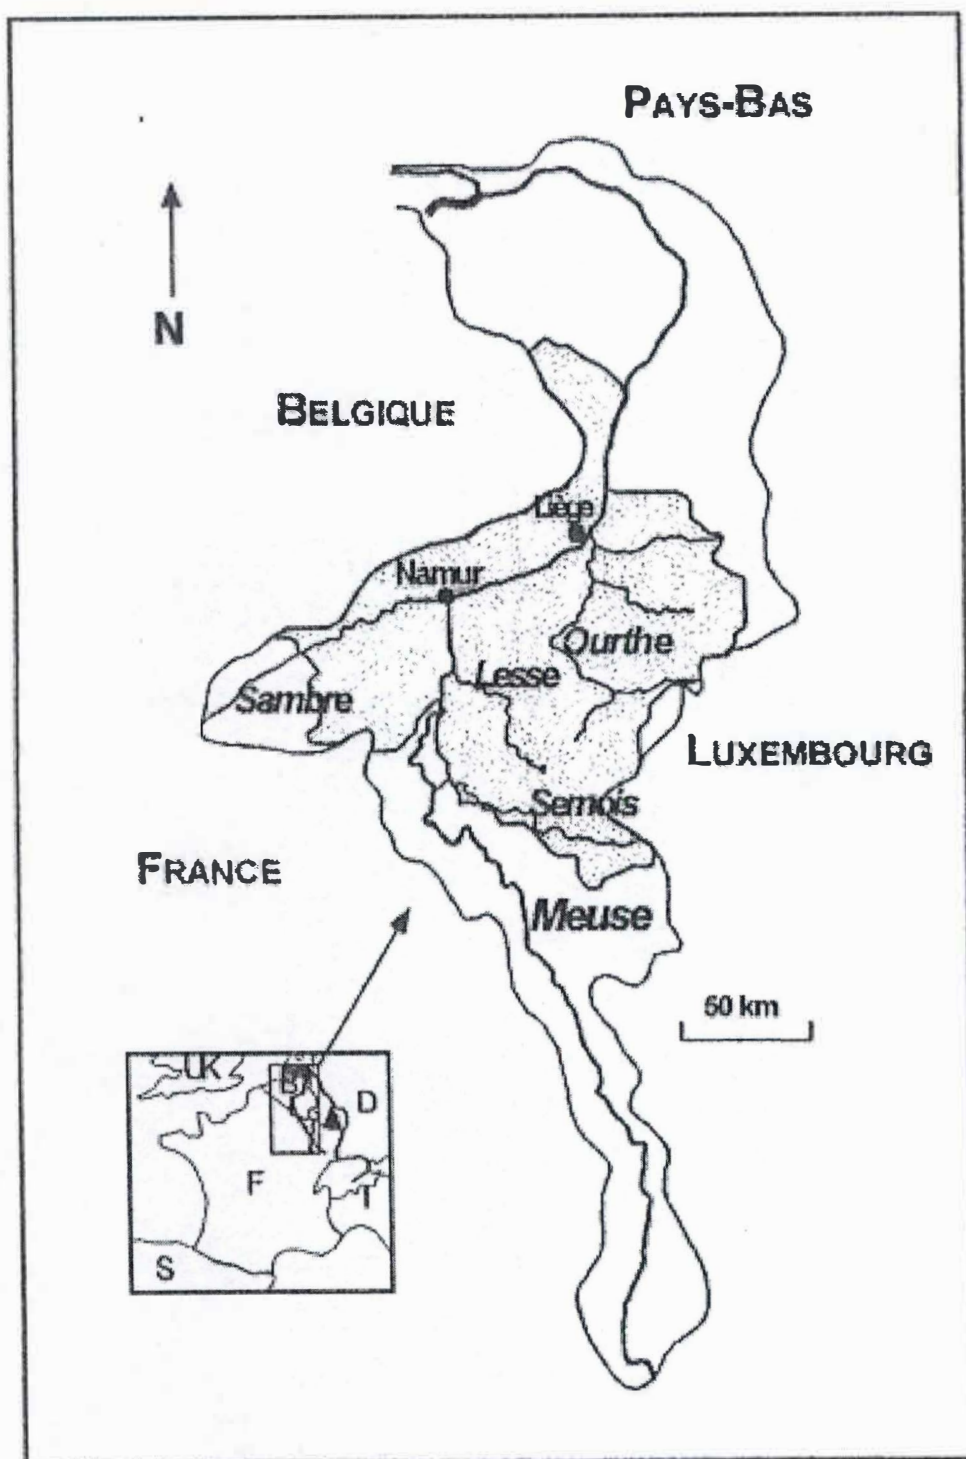 PAYS-BAS
N
BELGIQUE
Liège
Namur
Ourthe
Lesse
Sambre
LUXEMBOURG
Semois
FRANCE
Meuse
50 km
UK
B
D
F
I
S